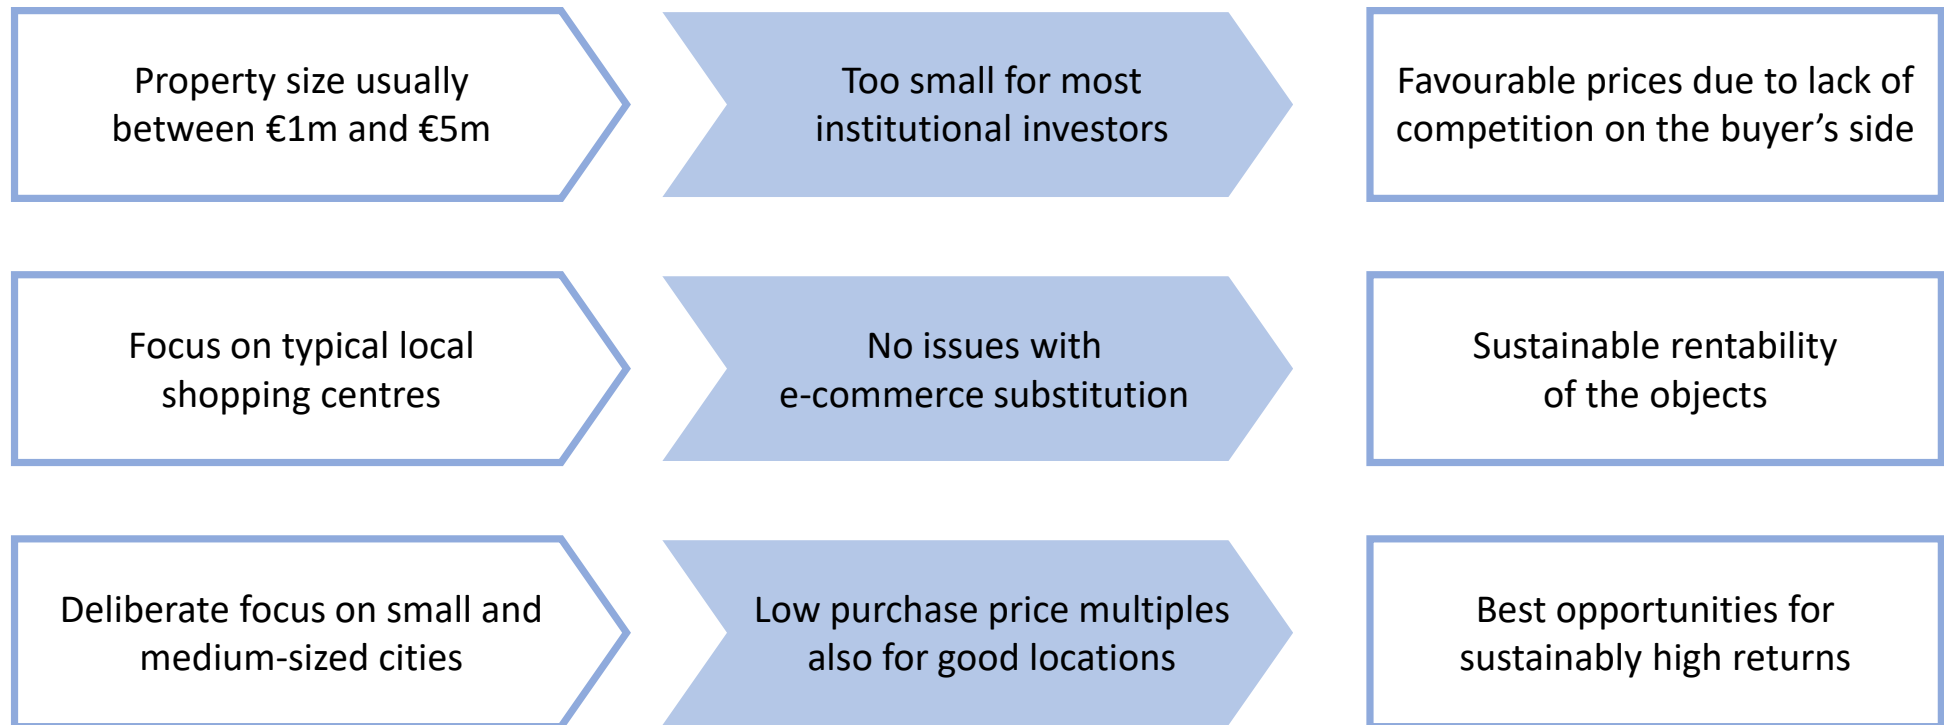 Property size usually
between €1m and €5m
Too small for most
institutional investors
Favourable prices due to lack of
competition on the buyer’s side
Focus on typical local
shopping centres
No issues with
e-commerce substitution
Sustainable rentability
of the objects
Deliberate focus on small and
medium-sized cities
Low purchase price multiples
also for good locations
Best opportunities for
sustainably high returns